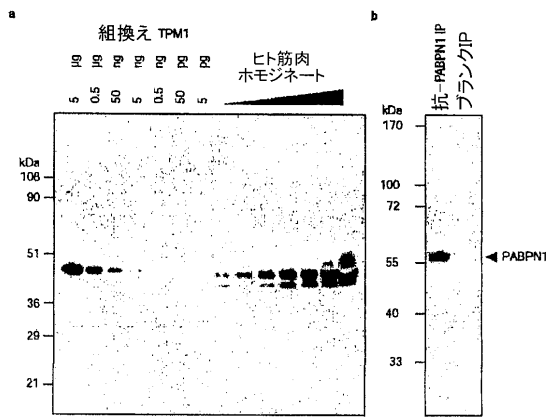 a
組換え TPM1
5 μg
0.5 μg
50 ng
5 ng
0.5 ng
50 pg
5 pg
ヒト筋肉
ホモジネート
kDa
108
90
51
36
29
21
b
抗-PABPN1 IP
ブランクIP
kDa
170
100
72
55
40
33
PABPN1